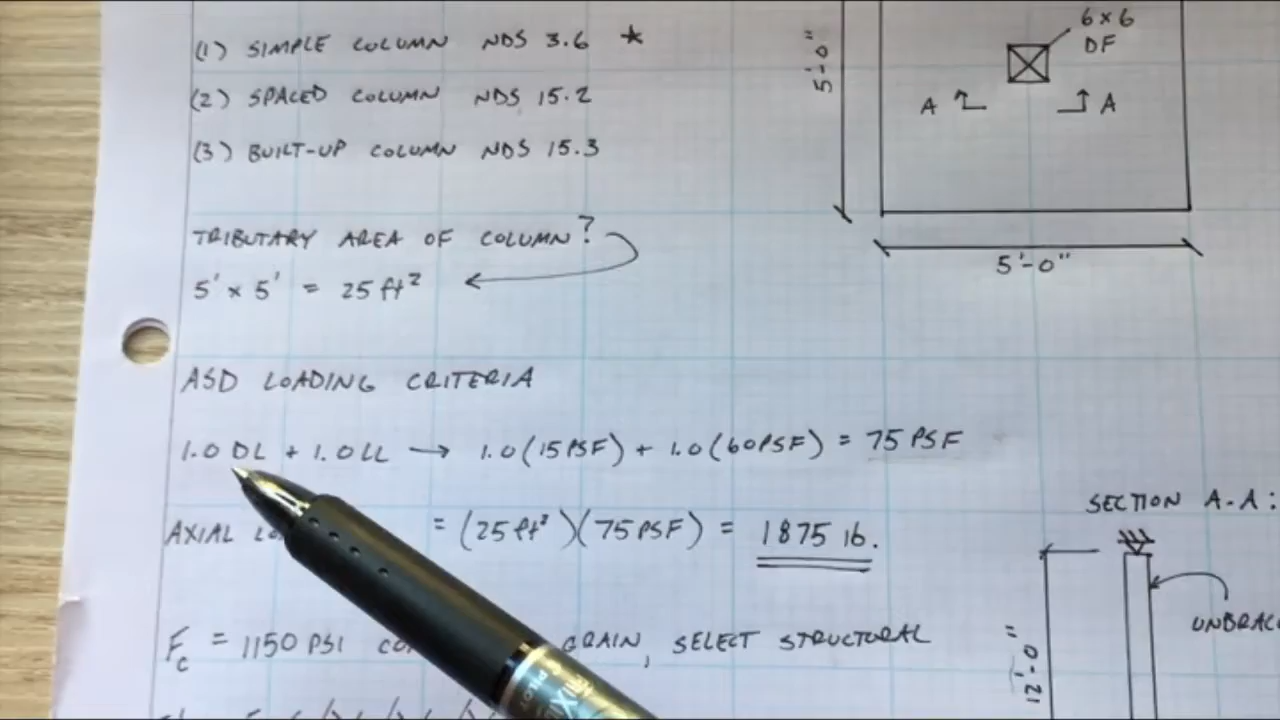 (1) SIMPLE COLUMN NDS 3.6 ★
(2) SPACED COLUMN NDS 15.2
(3) BUILT-UP COLUMN NDS 15.3
TRIBUTARY AREA OF COLUMN?
5' × 5' = 25 ft²
ASD LOADING CRITERIA
1.0 DL + 1.0 LL → 1.0 (15 PSF) + 1.0 (60 PSF) = 75 PSF
AXIAL = (25 ft²)(75 PSF) = 1875 lb.
Fc = 1150 PSI GRAIN, SELECT STRUCTURAL
6 × 6
DF
5'-0"
A A
5'-0"
SECTION A-A:
12'-0"